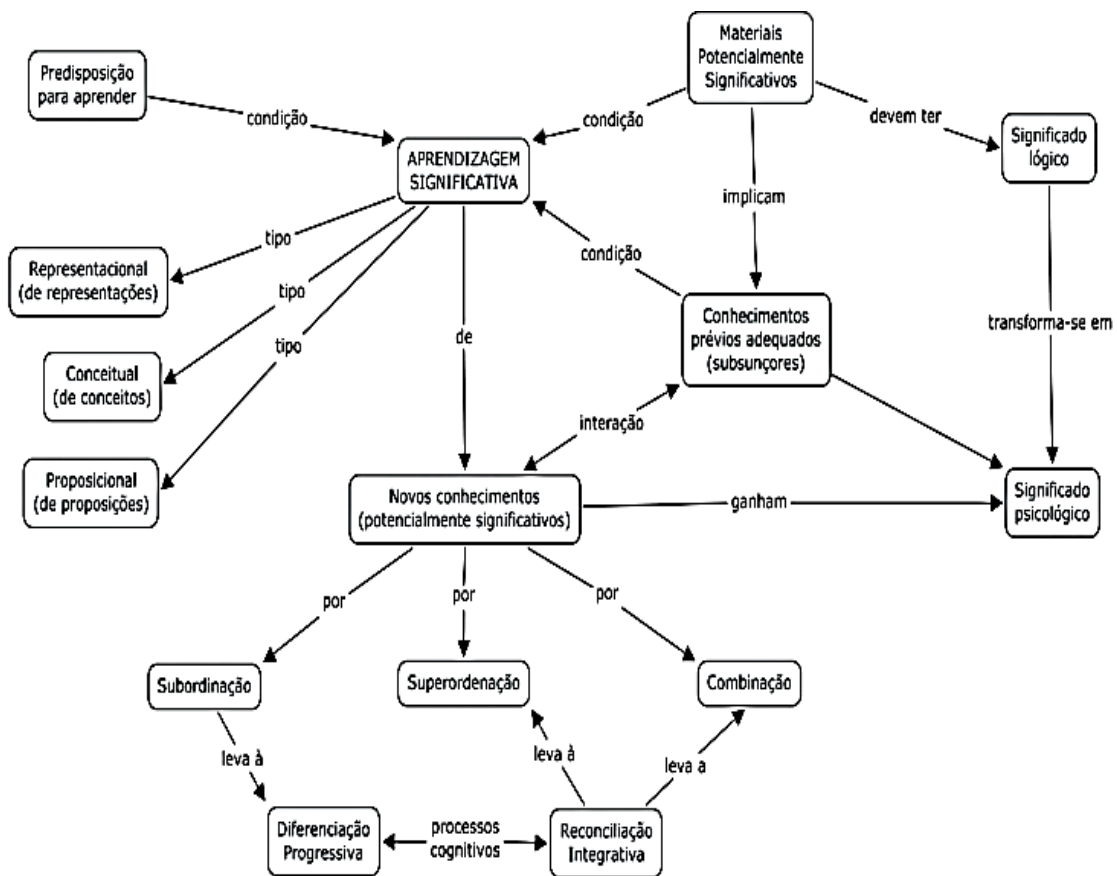 Materiais
Potencialmente
Significativos
Predisposição
para aprender
condição
condição
devem ter
Significado
lógico
APRENDIZAGEM
SIGNIFICATIVA
implicam
tipo
condição
Representacional
(de representações)
tipo
Conhecimentos
prévios adequados
(subsunçores)
transforma-se em
de
tipo
Conceitual
(de conceitos)
interação
Proposicional
(de proposições)
Novos conhecimentos
(potencialmente significativos)
ganham
Significado
psicológico
por
por
por
Subordinação
Superordenação
Combinação
leva à
leva à
leva a
Diferenciação
Progressiva
processos
cognitivos
Reconciliação
Integrativa